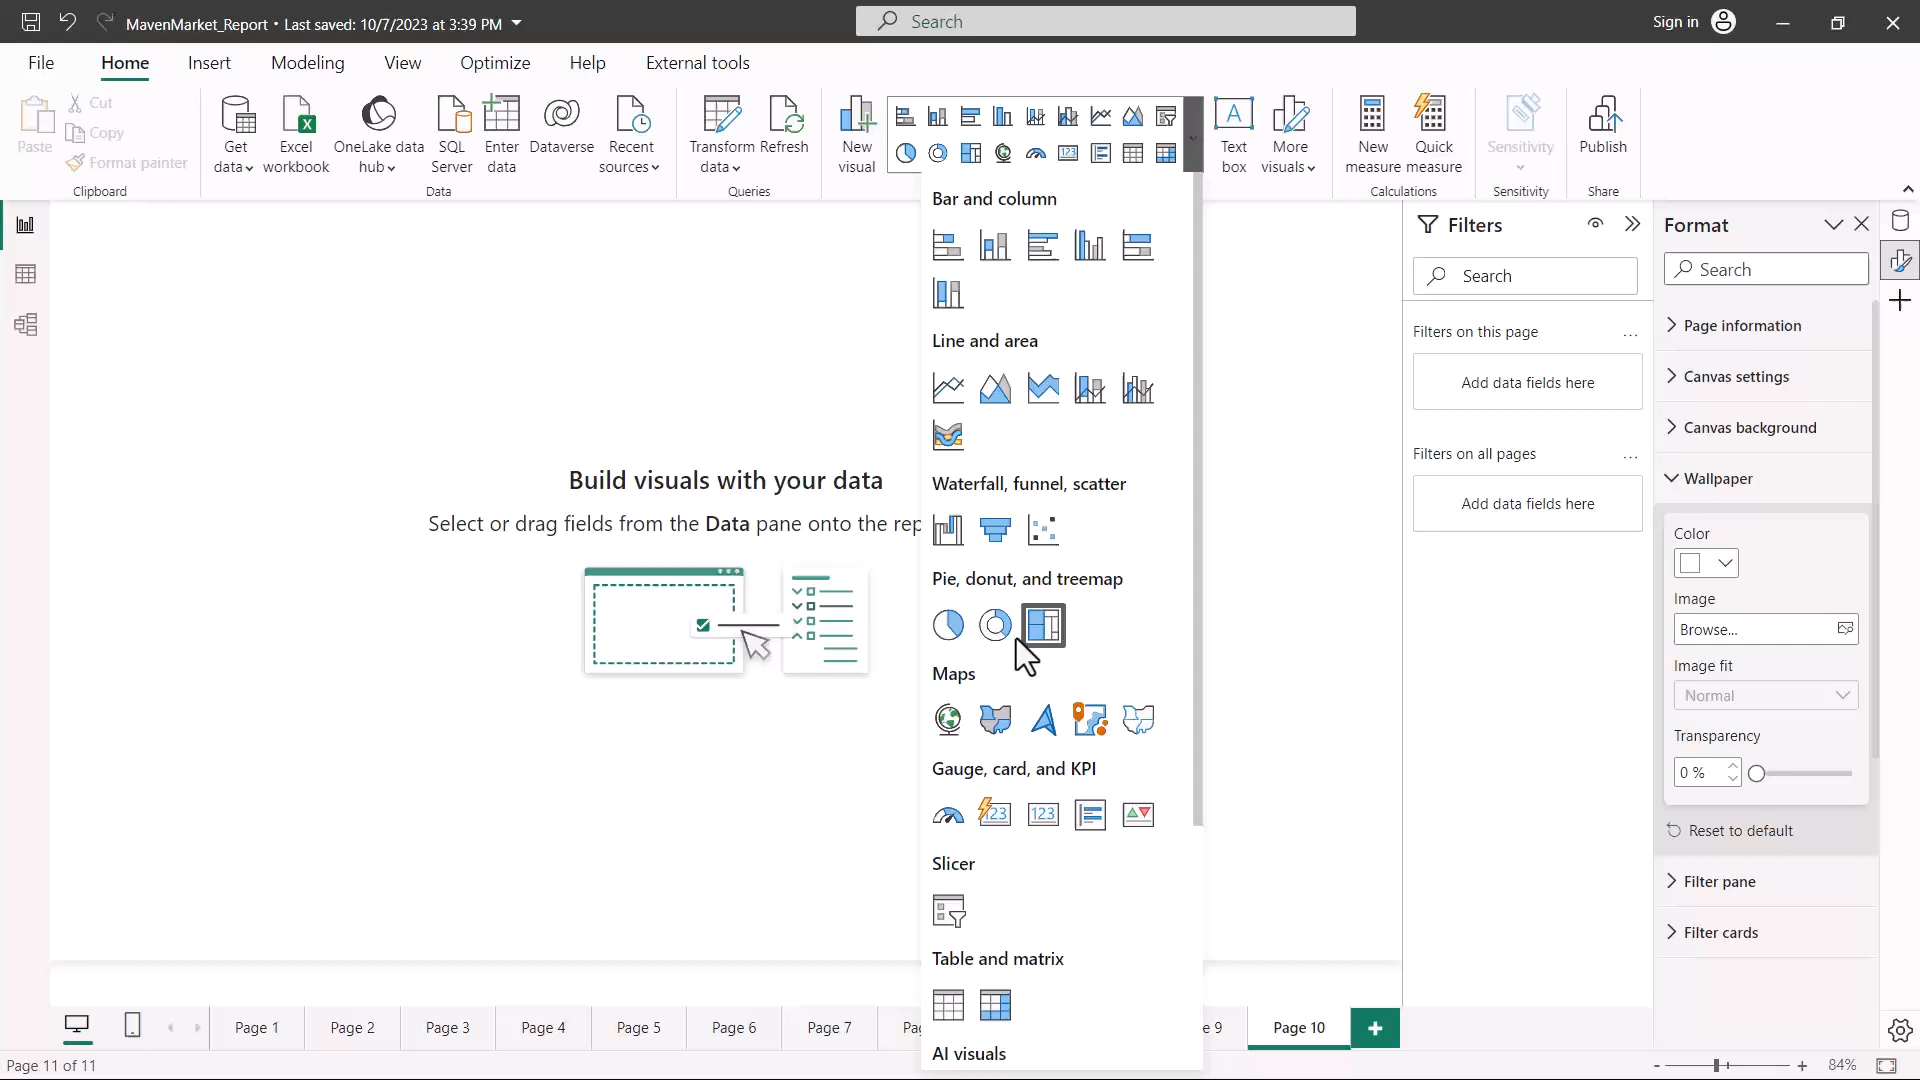 MavenMarket_Report • Last saved: 10/7/2023 at 3:39 PM
Search
Sign in
File Home Insert Modeling View Optimize Help External tools
Paste
Cut
Copy
Format painter
Clipboard
Get data
Excel workbook
OneLake data hub
SQL Server
Enter data
Dataverse
Recent sources
Data
Transform data
Refresh
Queries
New visual
Text box
More visuals
New measure
Quick measure
Calculations
Sensitivity
Sensitivity
Publish
Share
Build visuals with your data
Select or drag fields from the Data pane onto the rep
Bar and column
Line and area
Waterfall, funnel, scatter
Pie, donut, and treemap
Maps
Gauge, card, and KPI
123
123
Slicer
Table and matrix
AI visuals
Filters
Search
Filters on this page ...
Add data fields here
Filters on all pages ...
Add data fields here
Format
Search
Page information
Canvas settings
Canvas background
Wallpaper
Color
Image
Browse...
Image fit
Normal
Transparency
0 %
Reset to default
Filter pane
Filter cards
Page 1 Page 2 Page 3 Page 4 Page 5 Page 6 Page 7 Pa e 9 Page 10
Page 11 of 11
84%